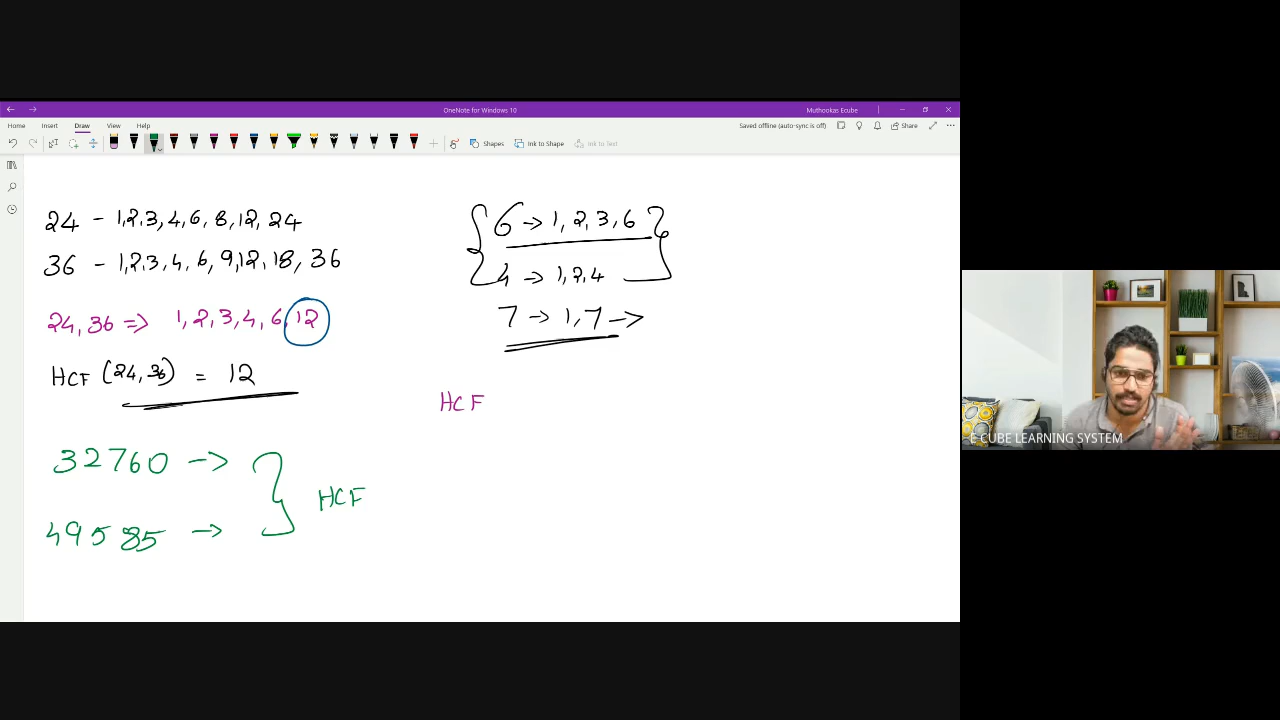 OneNote for Windows 10
Muthookas Ecube
Home Insert Draw View Help
Saved offline (auto-sync is off) Share
Shapes Ink to Shape Ink to Text
24 - 1,2,3,4,6,8,12,24
36 - 1,2,3,4,6,9,12,18,36
24,36 => 1,2,3,4,6,12
HCF (24,36) = 12
32760 →
49585 →
HCF
6 → 1,2,3,6
4 → 1,2,4
7 → 1,7 →
HCF
E CUBE LEARNING SYSTEM